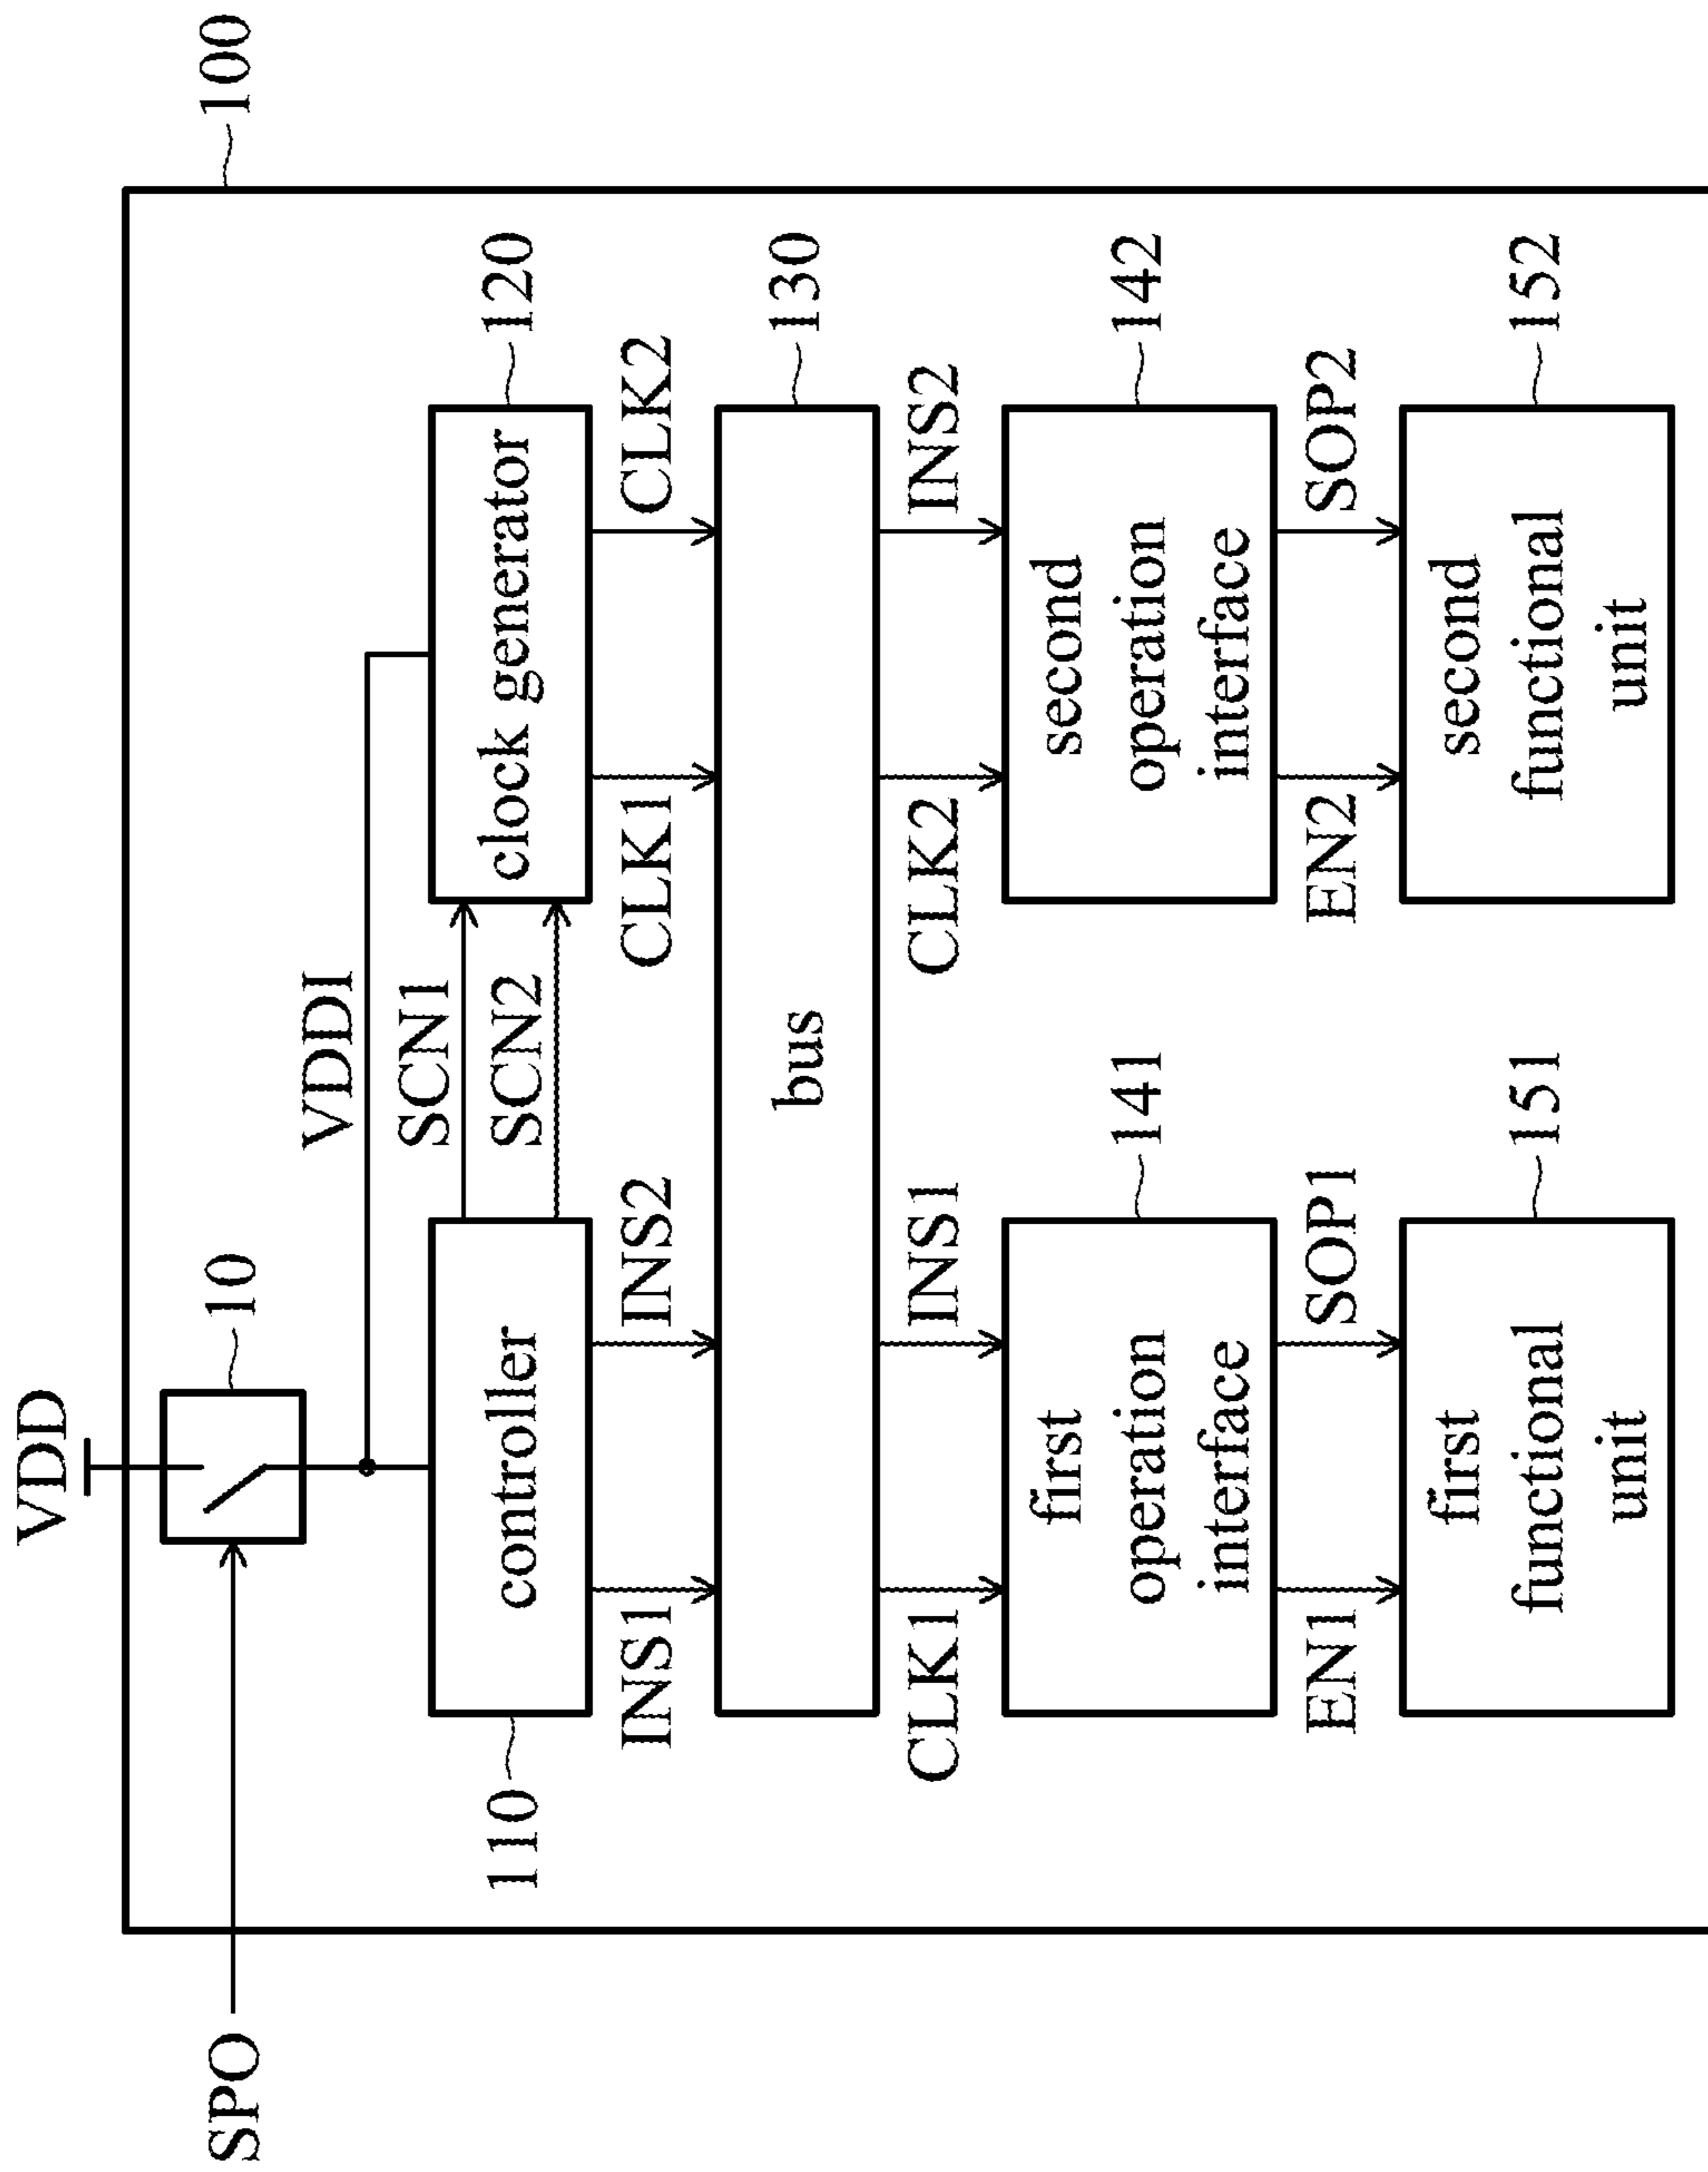 VDD
SPO
10
100
VDDI
SCN1
SCN2
110
controller
clock generator
120
INS1
INS2
CLK1
CLK2
bus
130
CLK1
INS1
CLK2
INS2
first
operation
interface
141
second
operation
interface
142
EN1
SOP1
EN2
SOP2
first
functional
unit
151
second
functional
unit
152